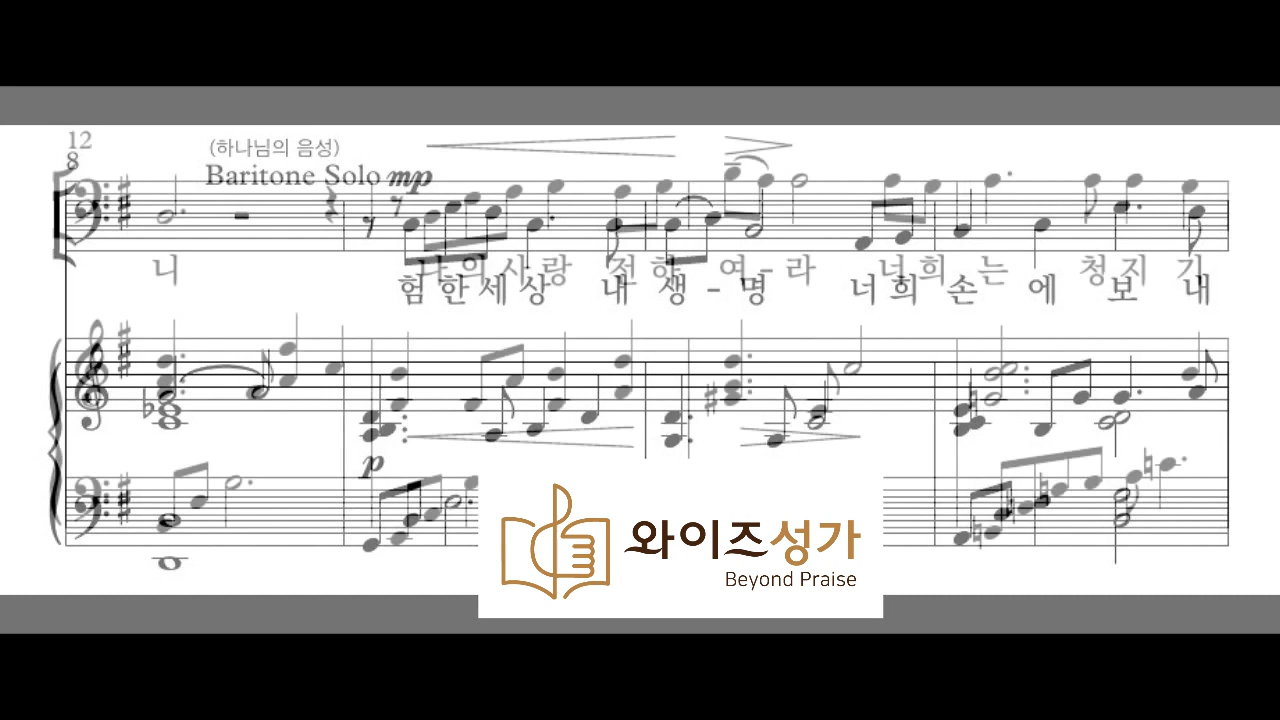 12
8
(하나님의 음성)
Baritone Solo mp
니 나의사랑 전하여-라 너희는 청지기
험한세상 내 생-명 너희손에보내
p
와이즈성가
Beyond Praise